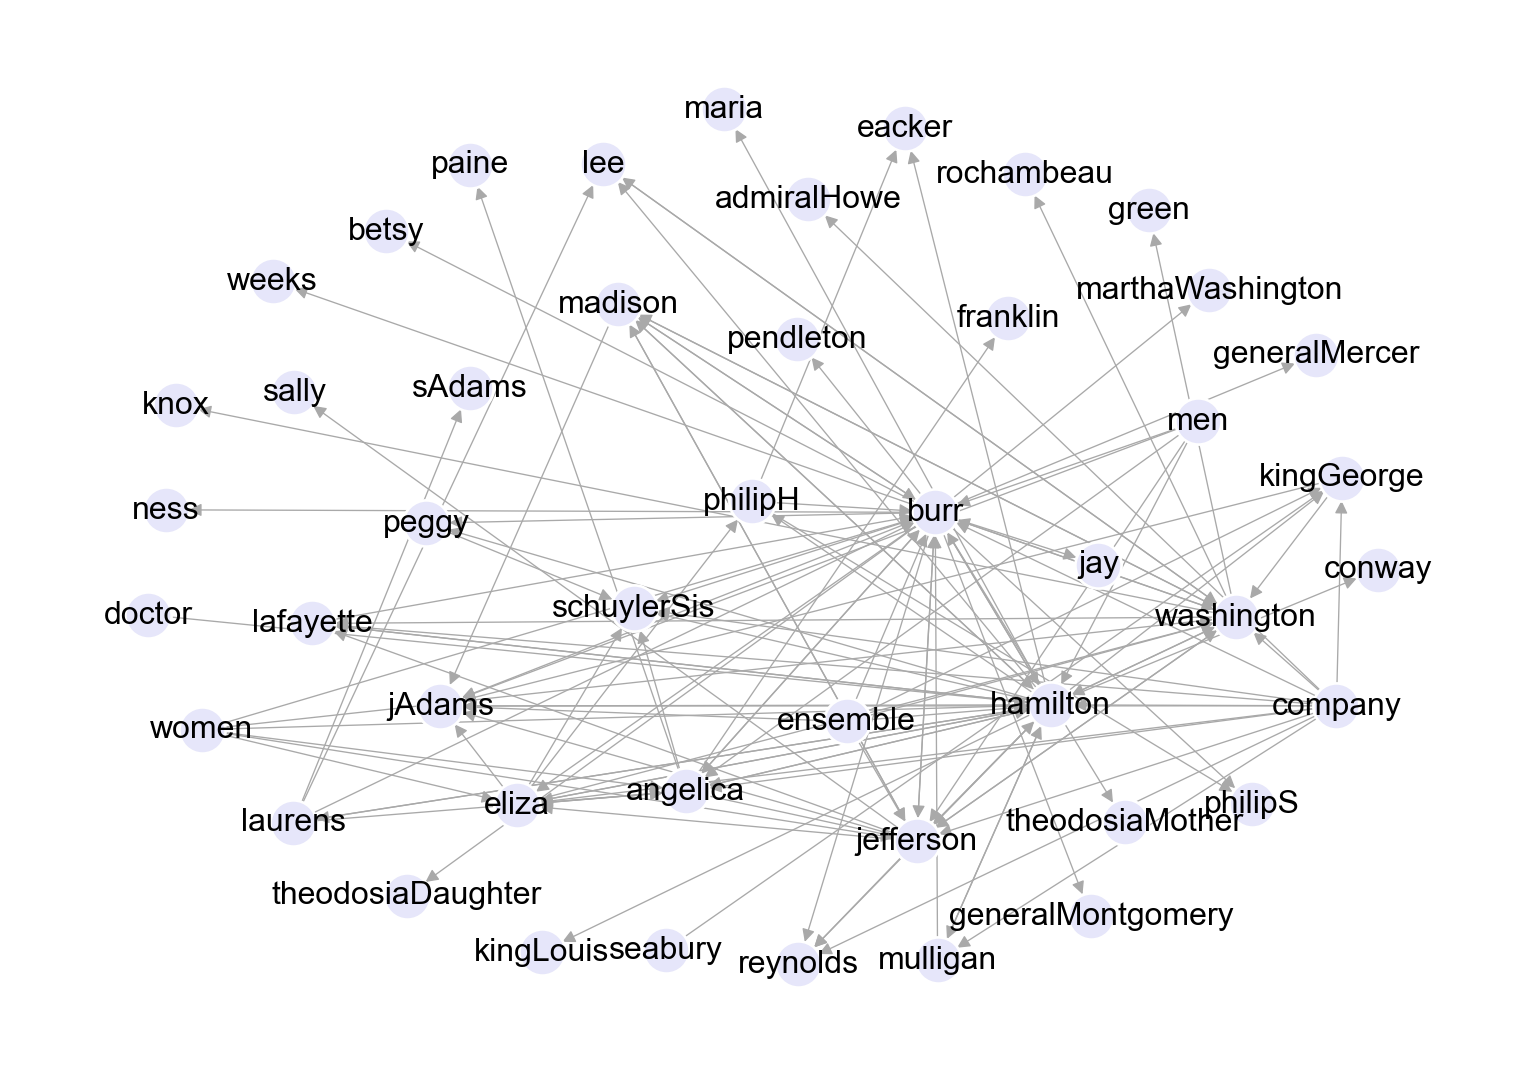 maria
eacker
paine
lee
rochambeau
admiralHowe
green
betsy
weeks
marthaWashington
madison
franklin
pendleton
generalMercer
sAdams
sally
knox
men
kingGeorge
philipH
ness
burr
peggy
jay
conway
schuylerSis
doctor
lafayette
washington
jAdams
hamilton
company
ensemble
women
angelica
eliza
philipS
laurens
theodosiaMother
jefferson
theodosiaDaughter
generalMontgomery
kingLouis
seabury
reynolds
mulligan